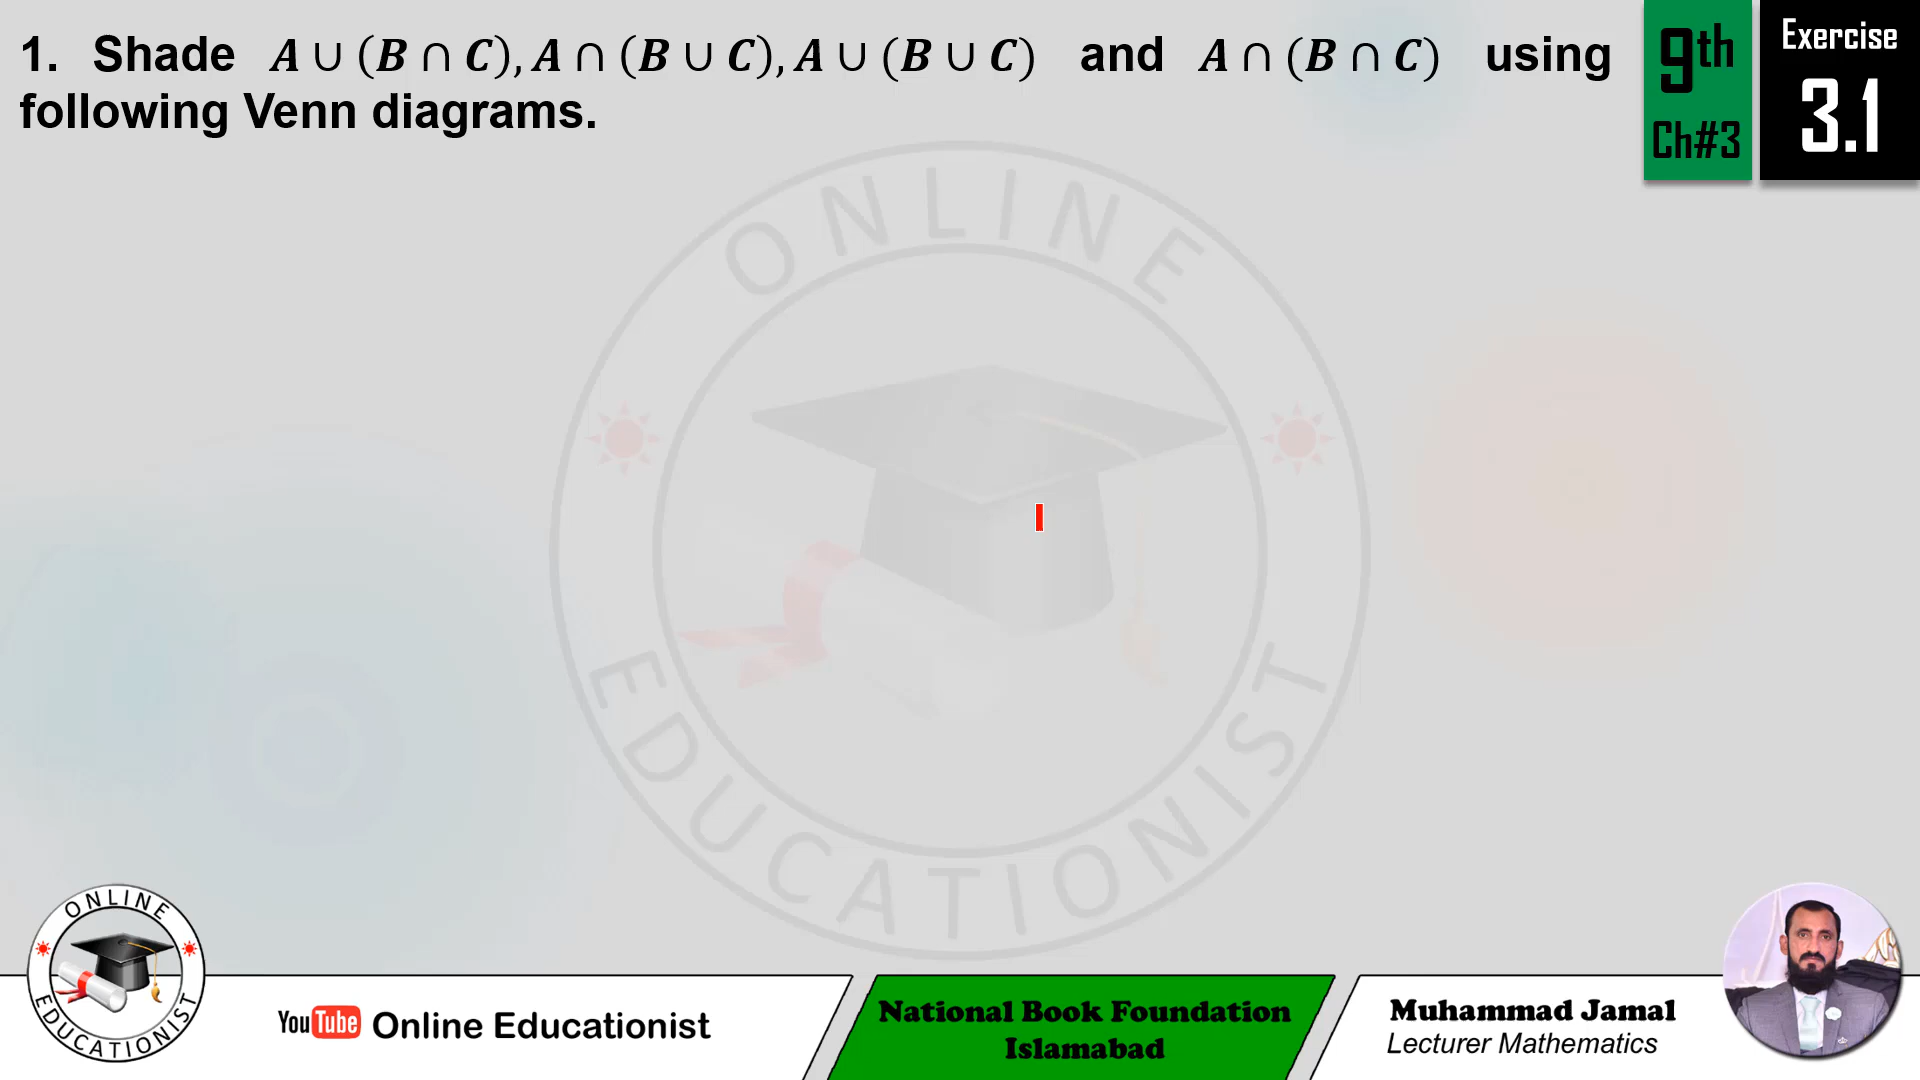 1. Shade A ∪ (B ∩ C), A ∩ (B ∪ C), A ∪ (B ∪ C) and A ∩ (B ∩ C) using
following Venn diagrams.
9th
Ch#3
Exercise
3.1
ONLINE
EDUCATIONIST
ONLINE
EDUCATIONIST
YouTube Online Educationist
National Book Foundation
Islamabad
Muhammad Jamal
Lecturer Mathematics